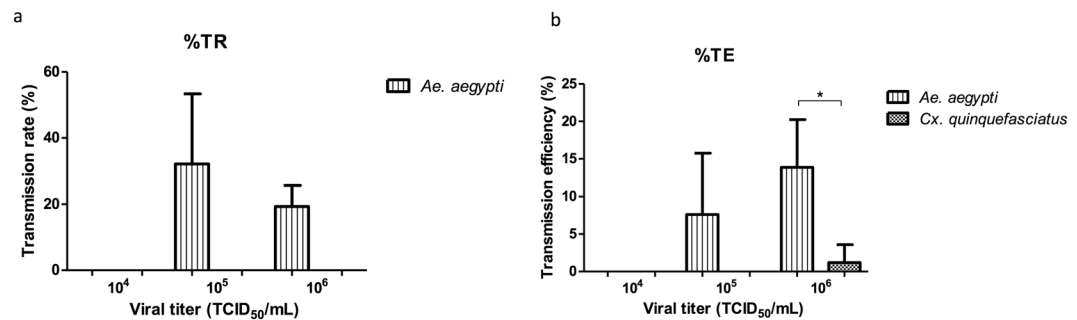 a
%TR
Transmission rate (%)
60
40
20
0
10⁴
10⁵
10⁶
Viral titer (TCID₅₀/mL)
Ae. aegypti
b
%TE
Transmission efficiency (%)
25
20
15
10
5
0
*
10⁴
10⁵
10⁶
Viral titer (TCID₅₀/mL)
Ae. aegypti
Cx. quinquefasciatus